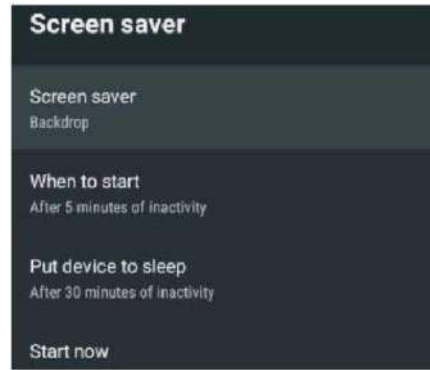 Screen saver
Screen saver
Backdrop
When to start
After 5 minutes of inactivity
Put device to sleep
After 30 minutes of inactivity
Start now